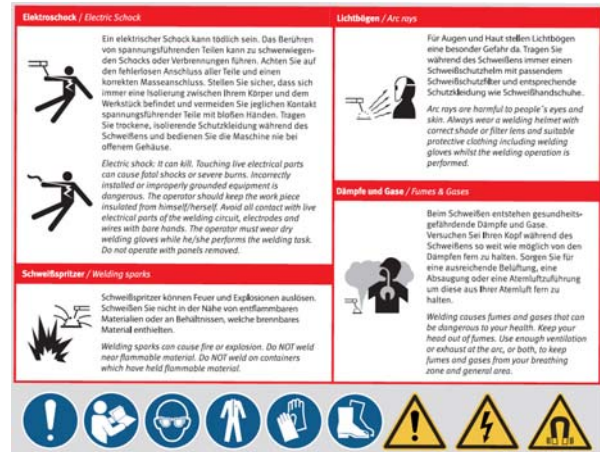 Elektroschock / Electric Schock
Ein elektrischer Schock kann tödlich sein. Das Berühren
von spannungsführenden Teilen kann zu schwerwiegen-
den Schocks oder Verbrennungen führen. Achten Sie auf
den fehlerlosen Anschluss aller Teile und einen
korrekten Masseanschluss. Stellen Sie sicher, dass sich
immer eine Isolierung zwischen Ihrem Körper und dem
Werkstück befindet und vermeiden Sie jeglichen Kontakt
spannungsführender Teile mit bloßen Händen. Tragen
Sie trockene, isolierende Schutzkleidung während des
Schweißens und bedienen Sie die Maschine nie bei
offenem Gehäuse.
Electric shock: It can kill. Touching live electrical parts
can cause fatal shocks or severe burns. Incorrectly
installed or improperly grounded equipment is
dangerous. The operator should keep the work piece
insulated from himself/herself. Avoid all contact with live
electrical parts of the welding circuit, electrodes and
wires with bare hands. The operator must wear dry
welding gloves while he/she performs the welding task.
Do not operate with panels removed.
Schweißspritzer / Welding sparks
Schweißspritzer können Feuer und Explosionen auslösen.
Schweißen Sie nicht in der Nähe von entflammbaren
Materialien oder an Behältnissen, welche brennbares
Material enthielten.
Welding sparks can cause fire or explosion. Do NOT weld
near flammable material. Do NOT weld on containers
which have held flammable material.
Lichtbögen / Arc rays
Für Augen und Haut stellen Lichtbögen
eine besonder Gefahr da. Tragen Sie
während des Schweißens immer einen
Schweißschutzhelm mit passendem
Schweißschutzfilter und entsprechende
Schutzkleidung wie Schweißhandschuhe.
Arc rays are harmful to people´s eyes and
skin. Always wear a welding helmet with
correct shade or filter lens and suitable
protective clothing including welding
gloves whilst the welding operation is
performed.
Dämpfe und Gase / Fumes & Gases
Beim Schweißen entstehen gesundheits-
gefährdende Dämpfe und Gase.
Versuchen Sie Ihren Kopf während des
Schweißens so weit wie möglich von den
Dämpfen fern zu halten. Sorgen Sie für
eine ausreichende Belüftung, eine
Absaugung oder eine Atemluftzuführung
um diese aus Ihrer Atemluft fern zu
halten.
Welding causes fumes and gases that can
be dangerous to your health. Keep your
head out of fumes. Use enough ventilation
or exhaust at the arc, or both, to keep
fumes and gases from your breathing
zone and general area.